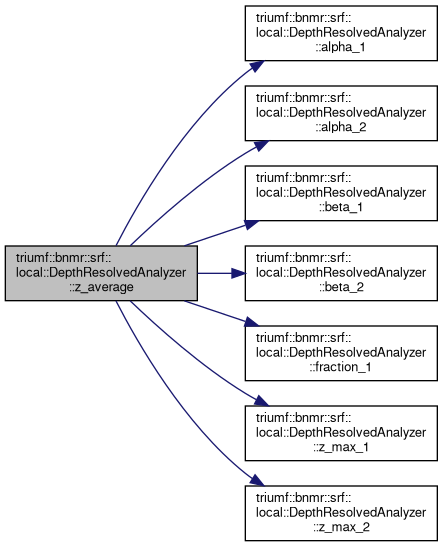 triumf::bnmr::srf::
local::DepthResolvedAnalyzer
::z_average
triumf::bnmr::srf::
local::DepthResolvedAnalyzer
::alpha_1
triumf::bnmr::srf::
local::DepthResolvedAnalyzer
::alpha_2
triumf::bnmr::srf::
local::DepthResolvedAnalyzer
::beta_1
triumf::bnmr::srf::
local::DepthResolvedAnalyzer
::beta_2
triumf::bnmr::srf::
local::DepthResolvedAnalyzer
::fraction_1
triumf::bnmr::srf::
local::DepthResolvedAnalyzer
::z_max_1
triumf::bnmr::srf::
local::DepthResolvedAnalyzer
::z_max_2